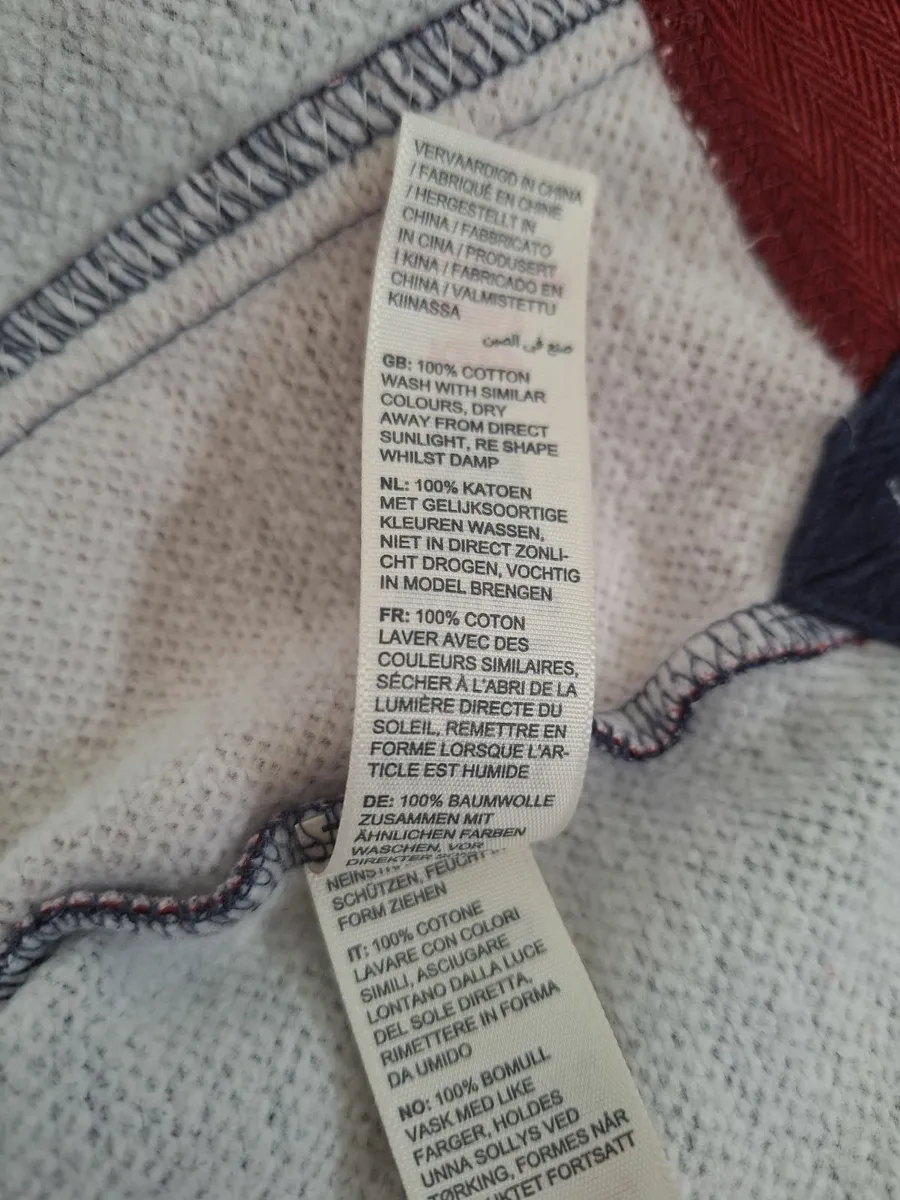 VERVAARDIGD IN CHINA
/ FABRIQUÉ EN CHINE
/ HERGESTELLT IN
CHINA / FABBRICATO
IN CINA / PRODUSERT
I KINA / FABRICADO EN
CHINA / VALMISTETTU
KIINASSA
صنع في الصين
GB: 100% COTTON
WASH WITH SIMILAR
COLOURS, DRY
AWAY FROM DIRECT
SUNLIGHT, RE SHAPE
WHILST DAMP
NL: 100% KATOEN
MET GELIJKSOORTIGE
KLEUREN WASSEN,
NIET IN DIRECT ZONLI-
CHT DROGEN, VOCHTIG
IN MODEL BRENGEN
FR: 100% COTON
LAVER AVEC DES
COULEURS SIMILAIRES,
SÉCHER À L'ABRI DE LA
LUMIÈRE DIRECTE DU
SOLEIL, REMETTRE EN
FORME LORSQUE L'AR-
TICLE EST HUMIDE
DE: 100% BAUMWOLLE
ZUSAMMEN MIT
ÄHNLICHEN FARBEN
WASCHEN, VOR
DIREKTER
SCHÜTZEN, FEUCHT
FORM ZIEHEN
IT: 100% COTONE
LAVARE CON COLORI
SIMILI, ASCIUGARE
LONTANO DALLA LUCE
DEL SOLE DIRETTA,
RIMETTERE IN FORMA
DA UMIDO
NO: 100% BOMULL
VASK MED LIKE
FARGER, HOLDES
UNNA SOLLYS VED
TØRKING, FORMES NÅR
FORTSATT